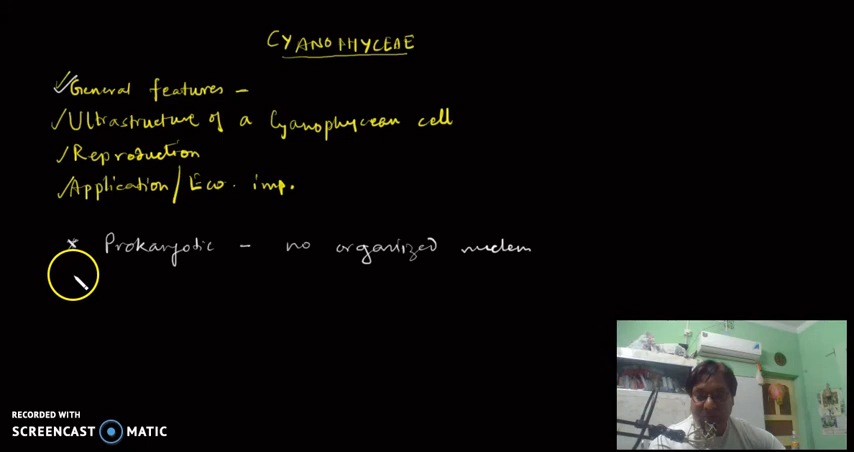 CYANOPHYCEAE
General features -
Ultrastructure of a Cyanophycean cell
Reproduction
Application/Eco. imp.
* Prokaryotic - no organized nucleus
RECORDED WITH
SCREENCAST MATIC